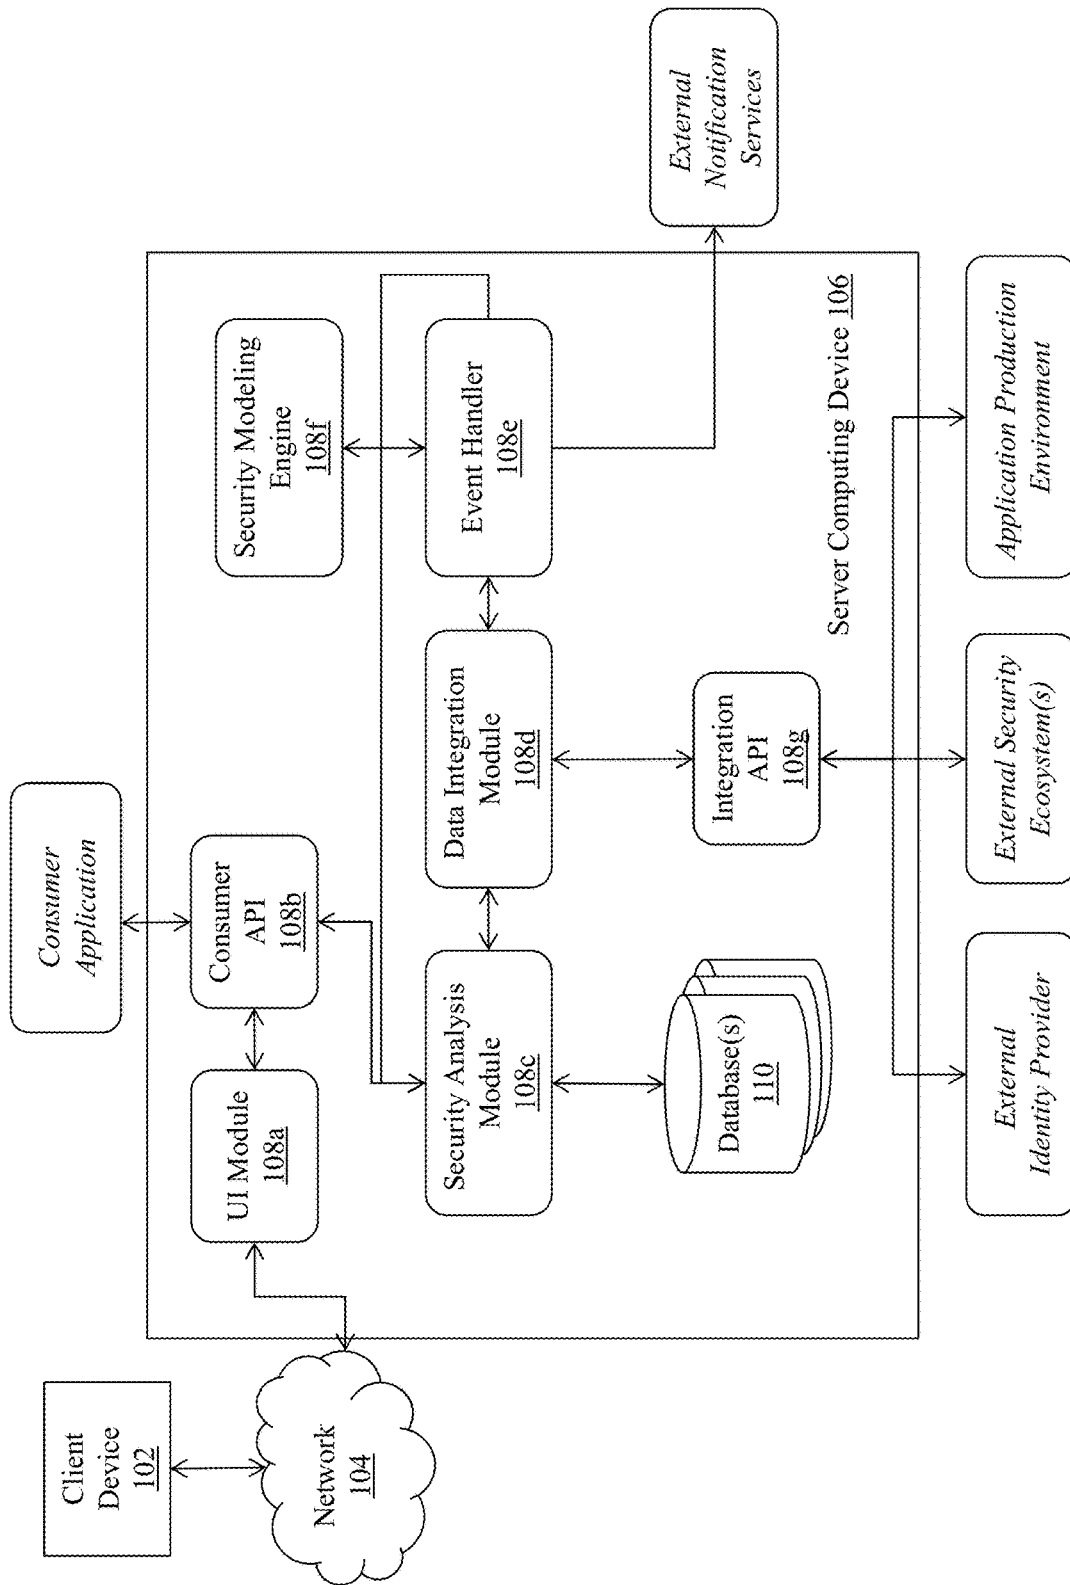 Client
Device
102
Network
104
Consumer
Application
UI Module
108a
Consumer
API
108b
Security Modeling
Engine
108f
Security Analysis
Module
108c
Data Integration
Module
108d
Event Handler
108e
External
Notification
Services
Database(s)
110
Integration
API
108g
Server Computing Device 106
External
Identity Provider
External Security
Ecosystem(s)
Application Production
Environment